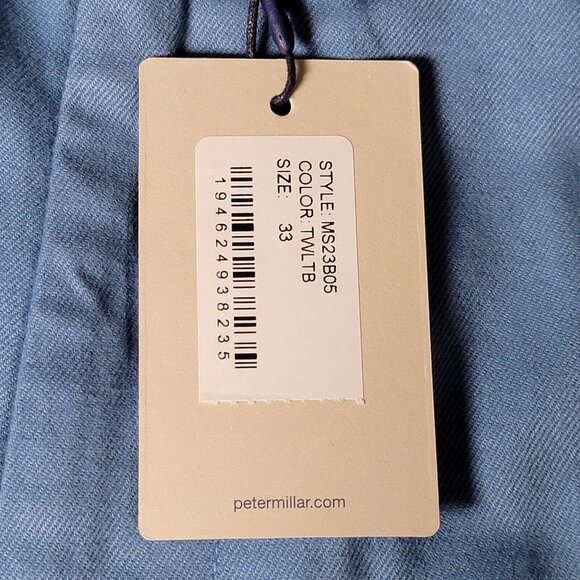 STYLE: MS23B05
COLOR: TWLTB
SIZE: 33
194624938235
petermillar.com